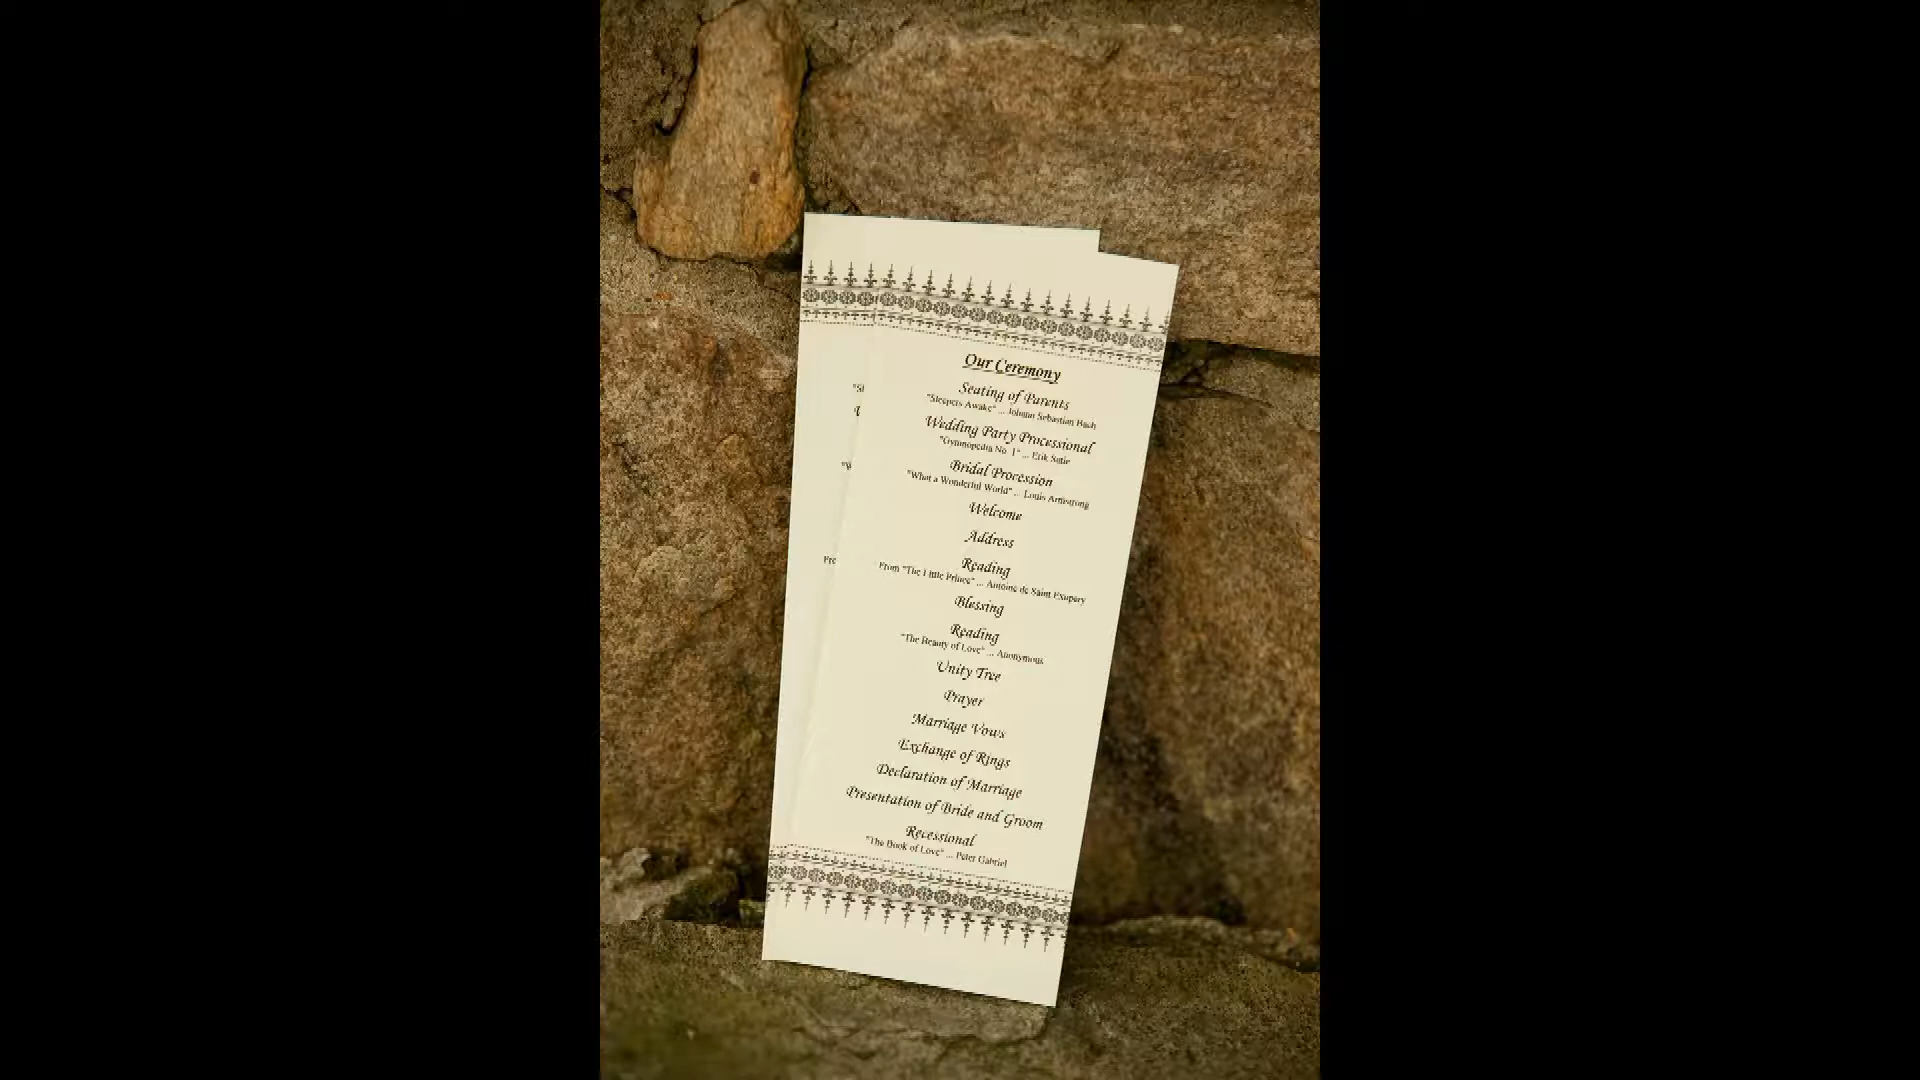 Our Ceremony
Seating of Parents
"Sleepers Awake" ... Johann Sebastian Bach
Wedding Party Processional
"Gymnopedia No. 1" ... Erik Satie
Bridal Procession
"What a Wonderful World" ... Louis Armstrong
Welcome
Address
Reading
From "The Little Prince" ... Antoine de Saint Exupery
Blessing
Reading
"The Beauty of Love" ... Anonymous
Unity Tree
Prayer
Marriage Vows
Exchange of Rings
Declaration of Marriage
Presentation of Bride and Groom
Recessional
"The Book of Love" ... Peter Gabriel